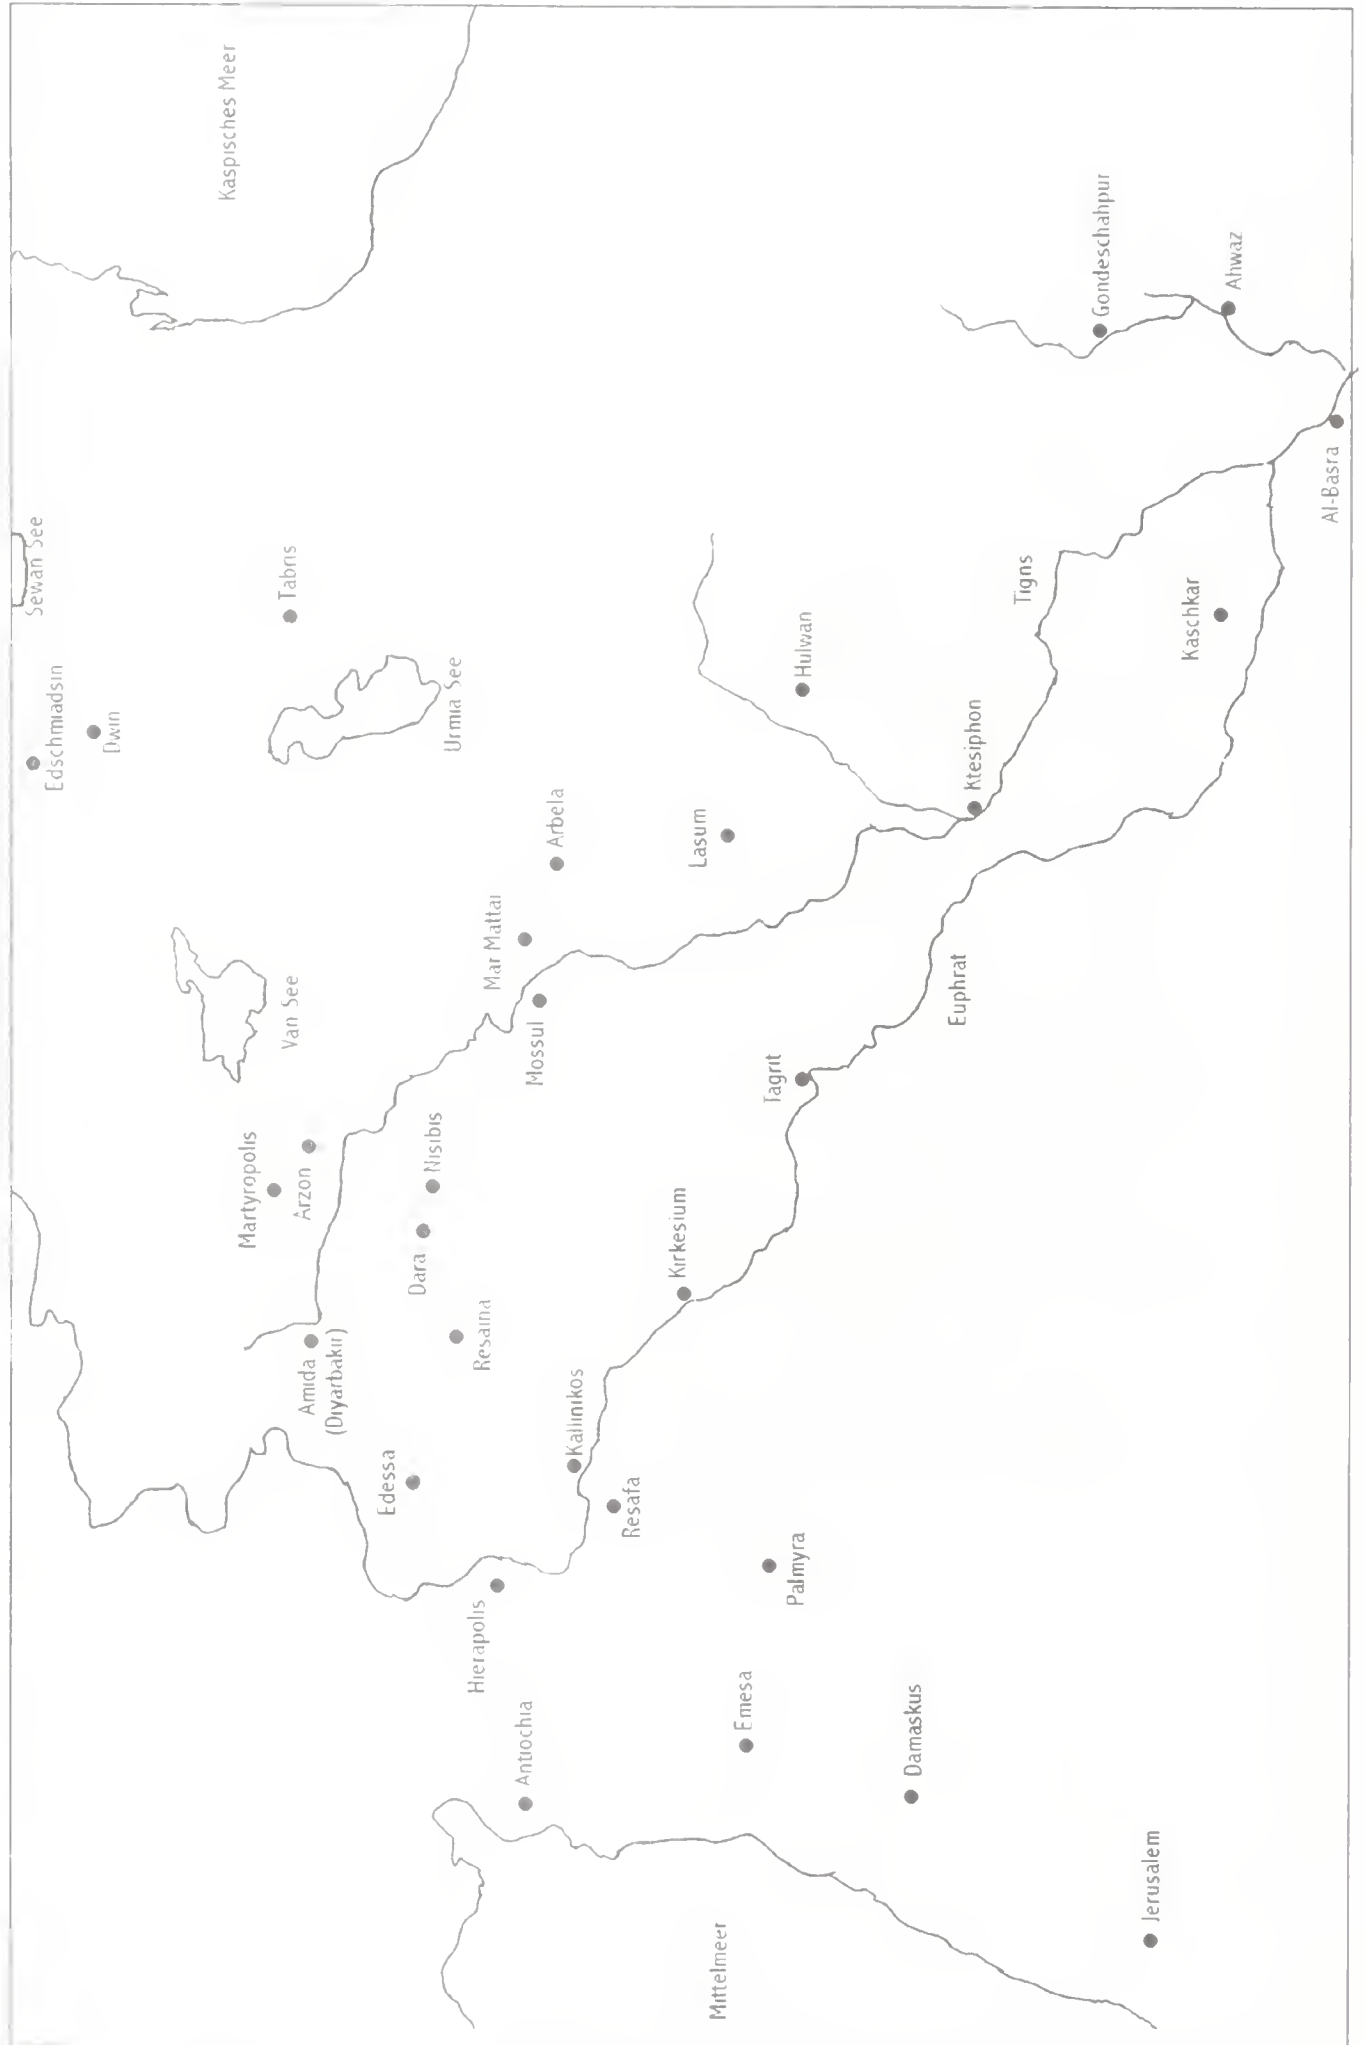 Kaspisches Meer
Sewan See
Edschmiadsin
Dwin
Tabris
Urmia See
Van See
Martyropolis
Arzon
Amida
(Diyarbakır)
Edessa
Dara
Nisibis
Resaina
Mar Mattai
Mossul
Arbela
Lasum
Hulwan
Ktesiphon
Tigris
Kaschkar
Gondeschahpur
Ahwaz
Al-Basra
Euphrat
Tagrit
Kirkesium
Kallinikos
Resafa
Hierapolis
Antiochia
Palmyra
Emesa
Damaskus
Mittelmeer
Jerusalem